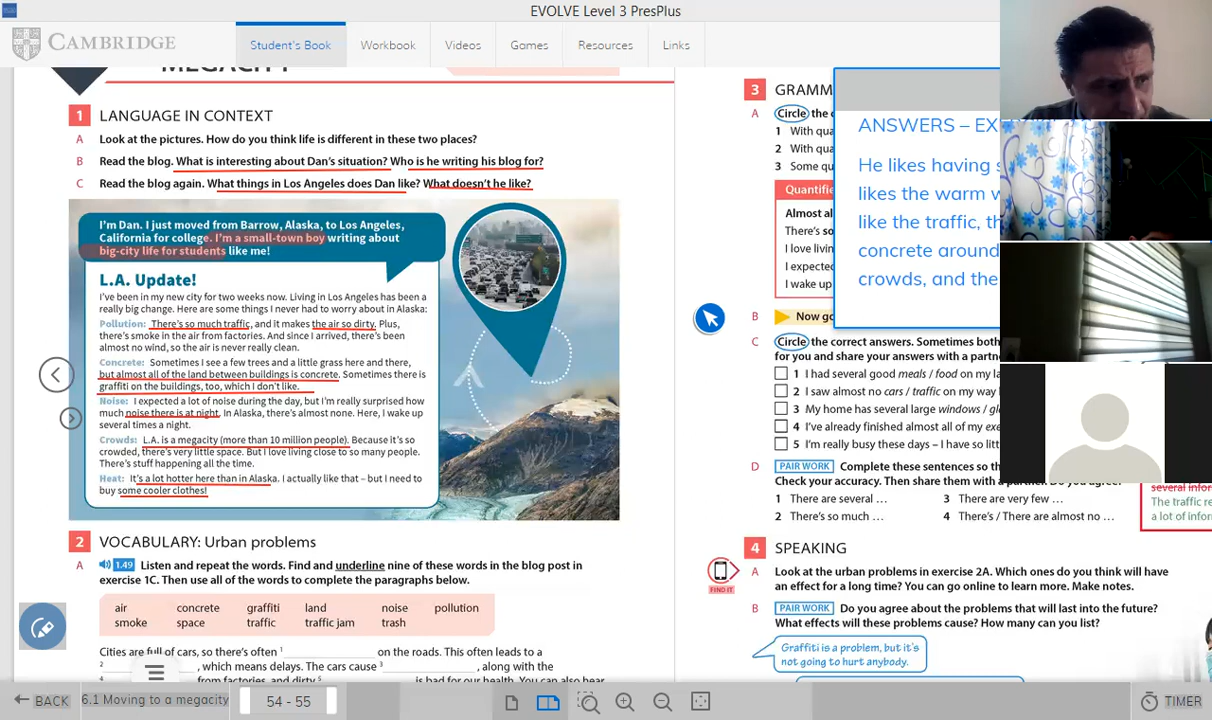 EVOLVE Level 3 PresPlus
CAMBRIDGE
Student's Book
Workbook
Videos
Games
Resources
Links
1 LANGUAGE IN CONTEXT
A Look at the pictures. How do you think life is different in these two places?
B Read the blog. What is interesting about Dan's situation? Who is he writing his blog for?
C Read the blog again. What things in Los Angeles does Dan like? What doesn't he like?
I'm Dan. I just moved from Barrow, Alaska, to Los Angeles,
California for college. I'm a small-town boy writing about
big-city life for students like me!
L.A. Update!
I've been in my new city for two weeks now. Living in Los Angeles has been a
really big change. Here are some things I never had to worry about in Alaska:
Pollution: There's so much traffic, and it makes the air so dirty. Plus,
there's smoke in the air from factories. And since I arrived, there's been
almost no wind, so the air is never really clean.
Concrete: Sometimes I see a few trees and a little grass here and there,
but almost all of the land between buildings is concrete. Sometimes there is
graffiti on the buildings, too, which I don't like.
Noise: I expected a lot of noise during the day, but I'm really surprised how
much noise there is at night. In Alaska, there's almost none. Here, I wake up
several times a night.
Crowds: L.A. is a megacity (more than 10 million people). Because it's so
crowded, there's very little space. But I love living close to so many people.
There's stuff happening all the time.
Heat: It's a lot hotter here than in Alaska. I actually like that – but I need to
buy some cooler clothes!
2 VOCABULARY: Urban problems
A 1.49 Listen and repeat the words. Find and underline nine of these words in the blog post in
exercise 1C. Then use all of the words to complete the paragraphs below.
air concrete graffiti land noise pollution
smoke space traffic traffic jam trash
Cities are full of cars, so there's often 1 on the roads. This often leads to a
2 , which means delays. The cars cause 3 , along with the
4 from factories, and dirty 5 is bad for our health. You can also hear
3 GRAMM
A Circle the
1 With qua
2 With qua
3 Some qu
Quantifie
Almost al
There's so
I love livin
I expected
I wake up
B Now go
C Circle the correct answers. Sometimes both
for you and share your answers with a partn
1 I had several good meals / food on my la
2 I saw almost no cars / traffic on my way
3 My home has several large windows / gl
4 I've already finished almost all of my exe
5 I'm really busy these days – I have so litt
D PAIR WORK Complete these sentences so th
Check your accuracy. Then share them with a partner. Do you agree?
1 There are several … 3 There are very few …
2 There's so much … 4 There's / There are almost no …
ANSWERS – EX
He likes having s
likes the warm w
like the traffic, th
concrete around
crowds, and the
several infor
The traffic re
a lot of infor
4 SPEAKING
FIND IT
A Look at the urban problems in exercise 2A. Which ones do you think will have
an effect for a long time? You can go online to learn more. Make notes.
B PAIR WORK Do you agree about the problems that will last into the future?
What effects will these problems cause? How many can you list?
Graffiti is a problem, but it's
not going to hurt anybody.
BACK
6.1 Moving to a megacity
54 - 55
TIMER